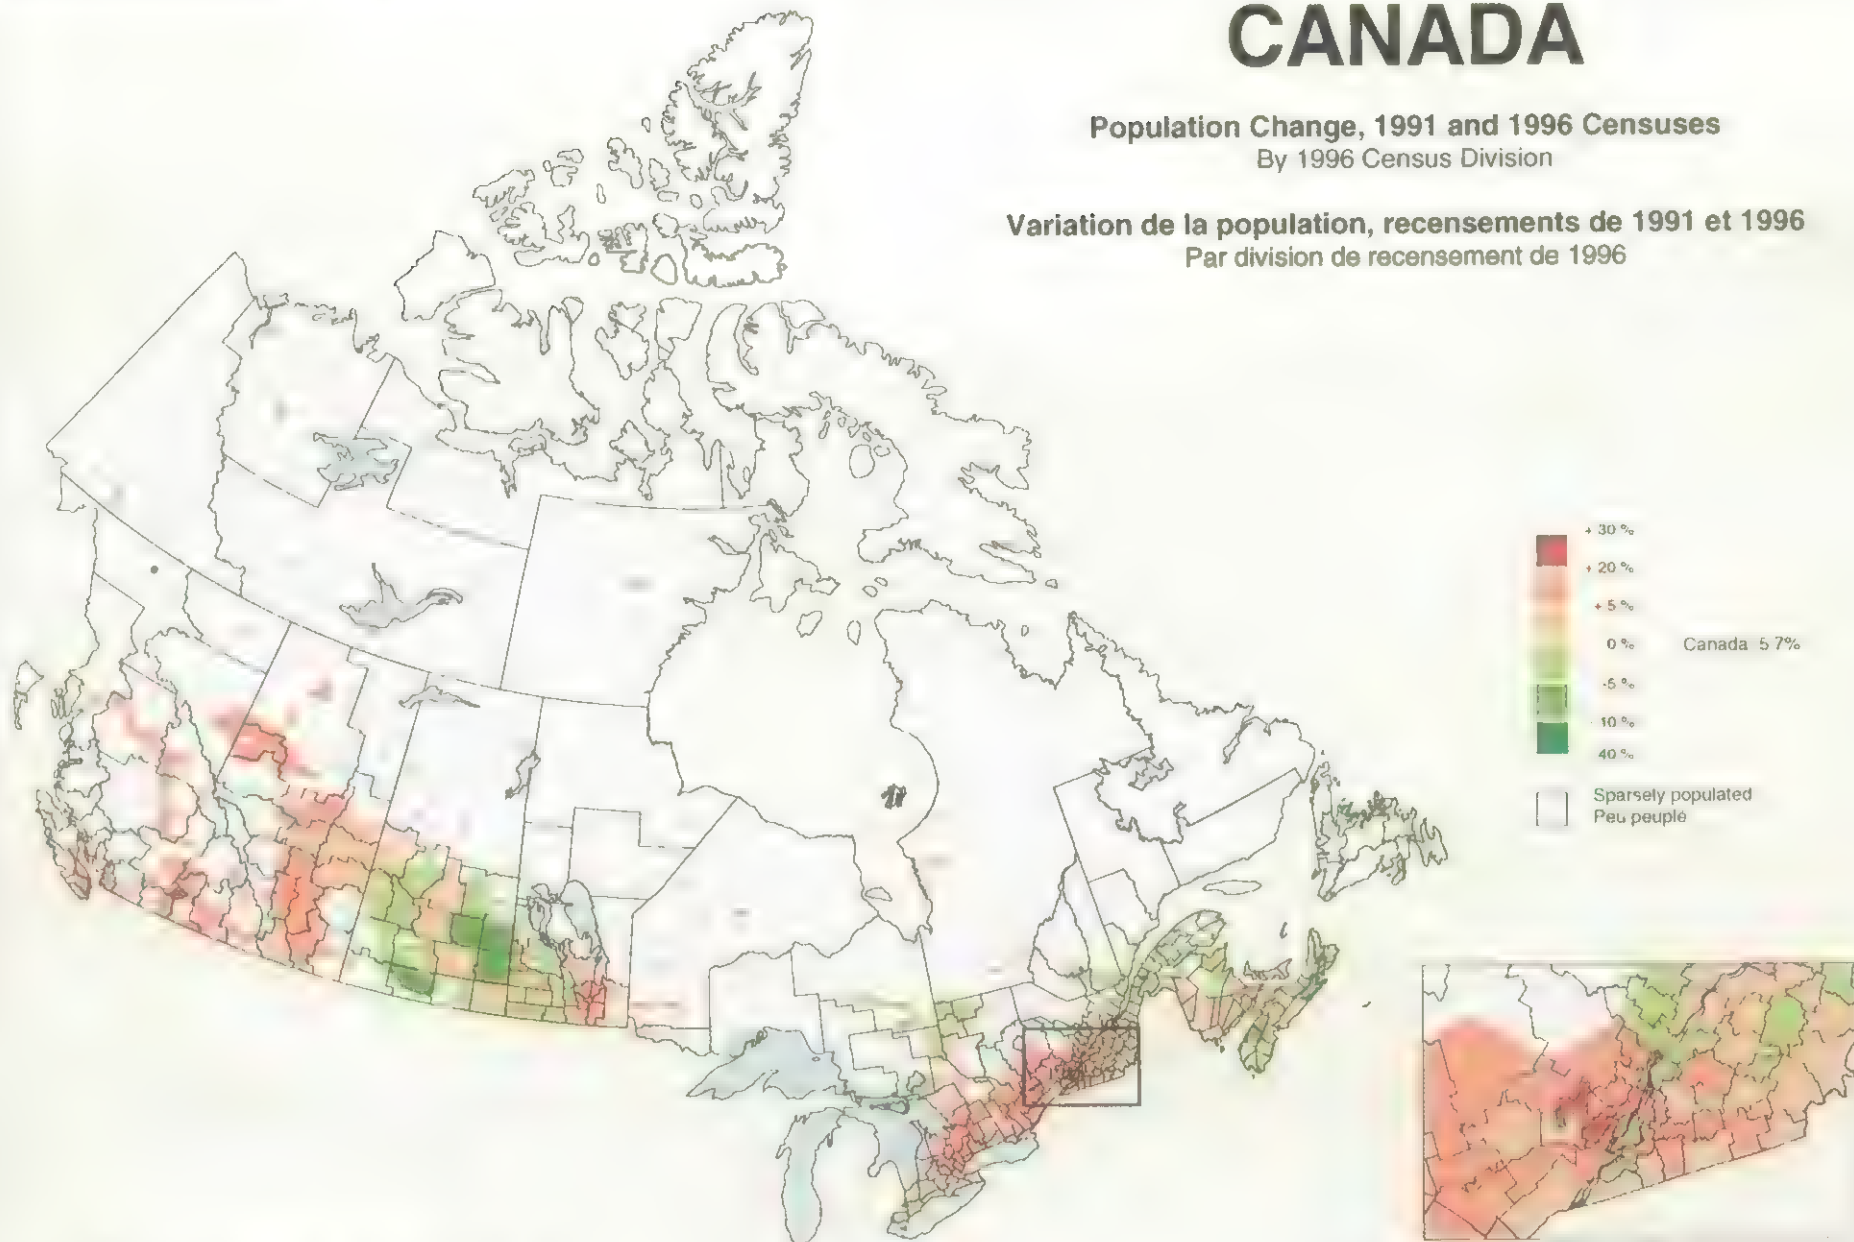 CANADA
Population Change, 1991 and 1996 Censuses
By 1996 Census Division
Variation de la population, recensements de 1991 et 1996
Par division de recensement de 1996
+ 30 %
+ 20 %
+ 5 %
0 %
Canada 5 7%
-5 %
10 %
40 %
Sparsely populated
Peu peuplé